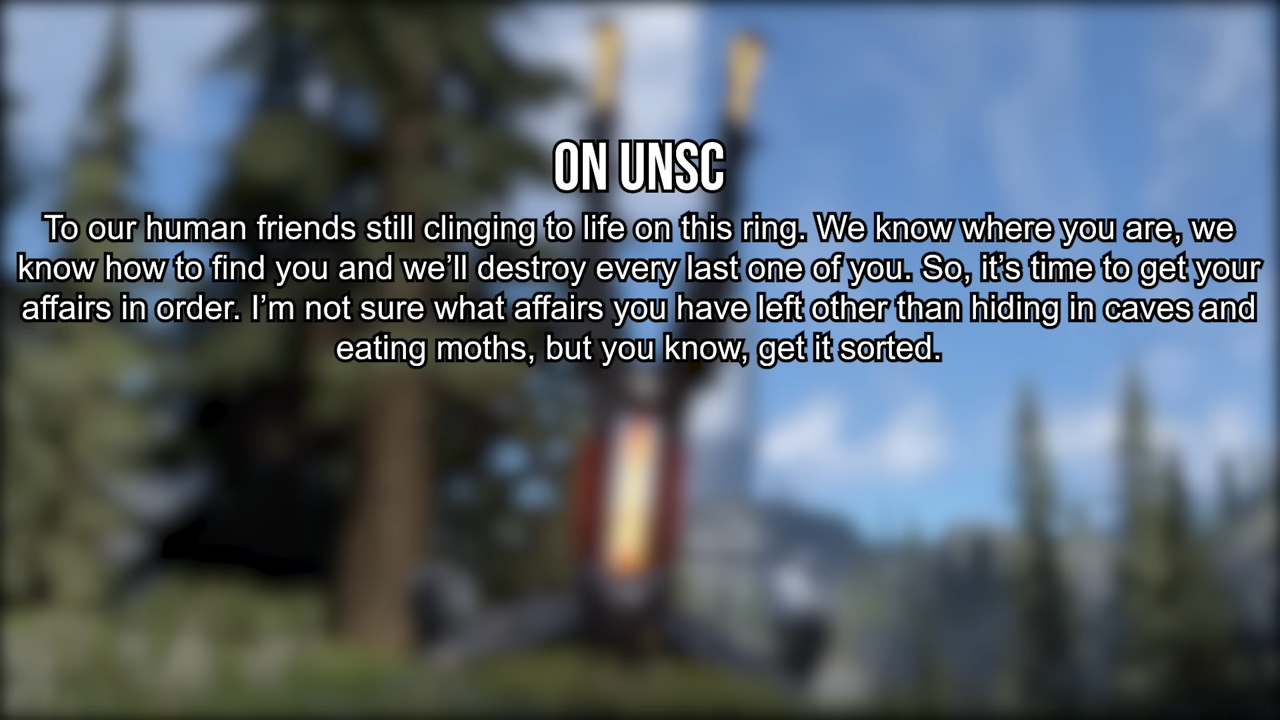 ON UNSC
To our human friends still clinging to life on this ring. We know where you are, we
know how to find you and we’ll destroy every last one of you. So, it’s time to get your
affairs in order. I’m not sure what affairs you have left other than hiding in caves and
eating moths, but you know, get it sorted.